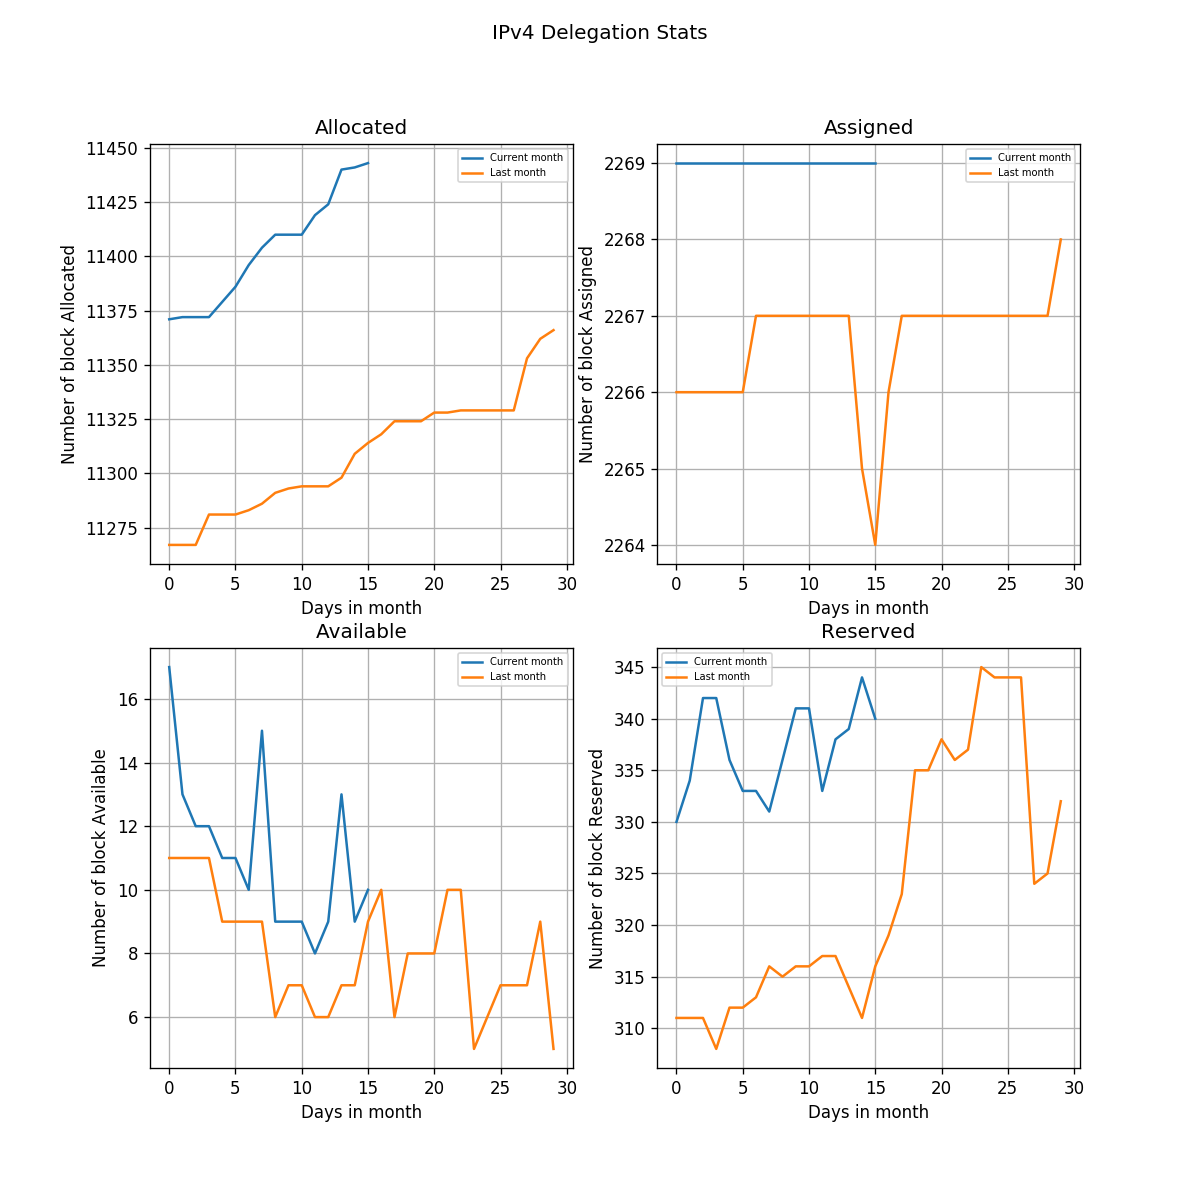 IPv4 Delegation Stats
Allocated
Number of block Allocated
11450
11425
11400
11375
11350
11325
11300
11275
Current month
Last month
0 5 10 15 20 25 30
Days in month
Assigned
Number of block Assigned
2269
2268
2267
2266
2265
2264
Current month
Last month
0 5 10 15 20 25 30
Days in month
Available
Number of block Available
16
14
12
10
8
6
Current month
Last month
0 5 10 15 20 25 30
Days in month
Reserved
Number of block Reserved
345
340
335
330
325
320
315
310
Current month
Last month
0 5 10 15 20 25 30
Days in month